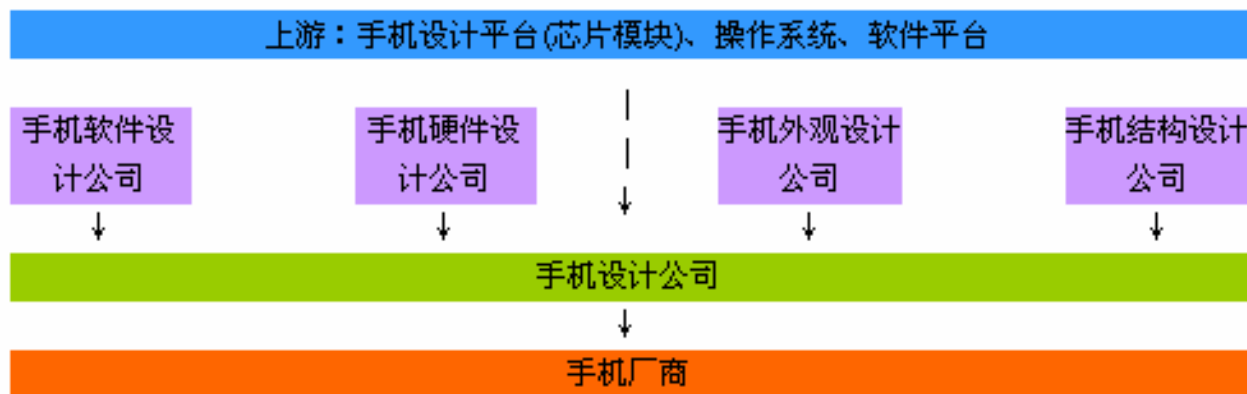 上游：手机设计平台(芯片模块)、操作系统、软件平台
手机软件设
计公司
手机硬件设
计公司
手机外观设计
公司
手机结构设计
公司
手机设计公司
手机厂商